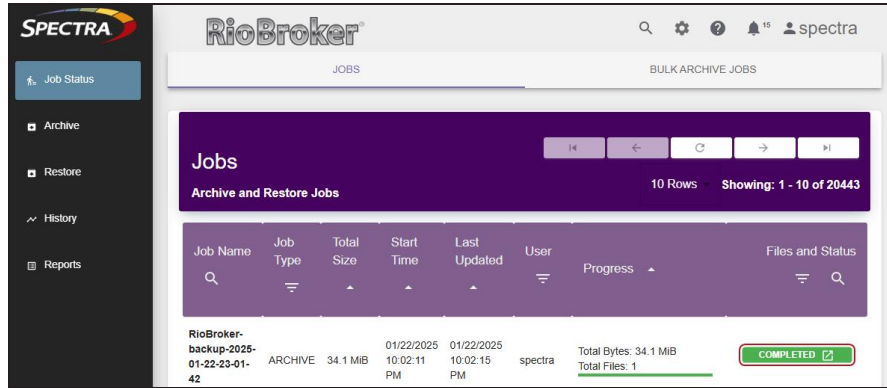 SPECTRA
RioBroker®
15
spectra
Job Status
JOBS
BULK ARCHIVE JOBS
Archive
Restore
History
Reports
Jobs
Archive and Restore Jobs
10 Rows
Showing: 1 - 10 of 20443
Job Name
Job
Type
Total
Size
Start
Time
Last
Updated
User
Progress
Files and Status
RioBroker-
backup-2025-
01-22-23-01-
42
ARCHIVE
34.1 MiB
01/22/2025
10:02:11
PM
01/22/2025
10:02:15
PM
spectra
Total Bytes: 34.1 MiB
Total Files: 1
COMPLETED